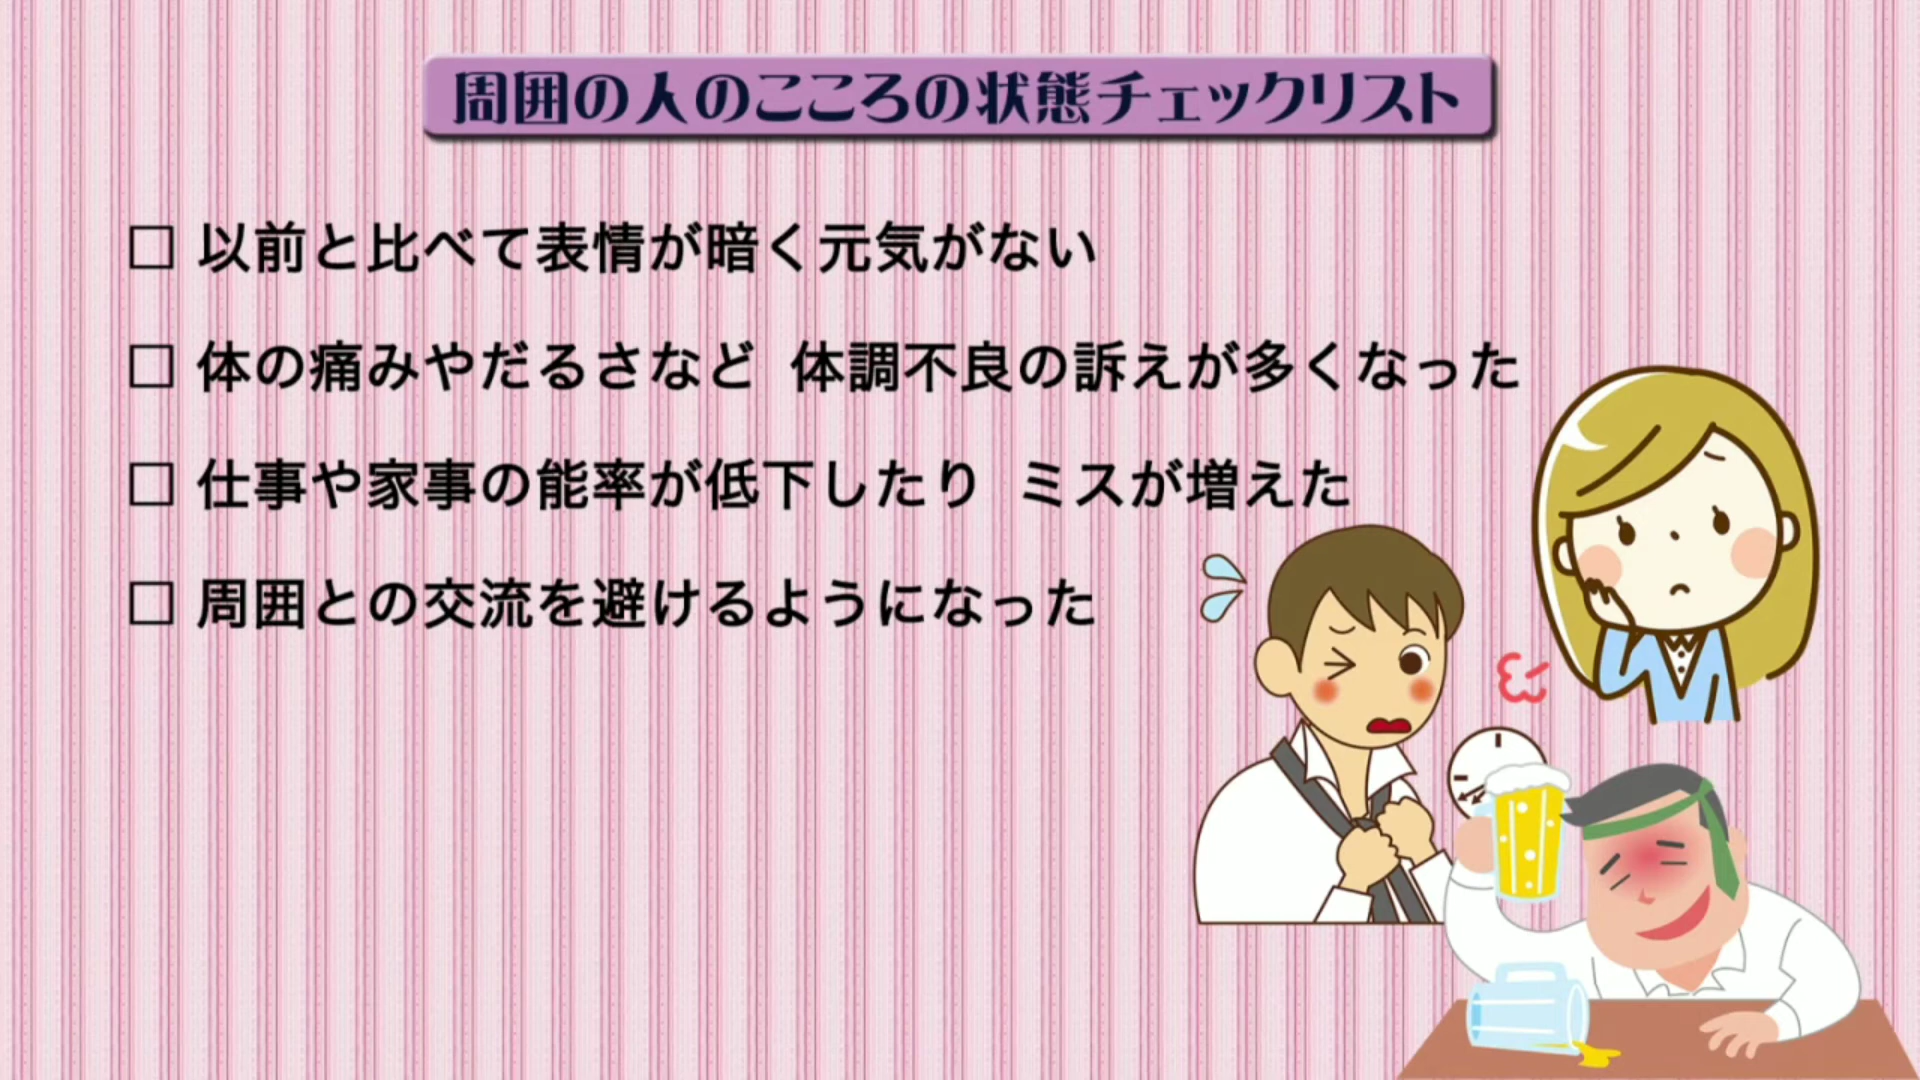 周囲の人のこころの状態チェックリスト
□ 以前と比べて表情が暗く元気がない
□ 体の痛みやだるさなど 体調不良の訴えが多くなった
□ 仕事や家事の能率が低下したり ミスが増えた
□ 周囲との交流を避けるようになった